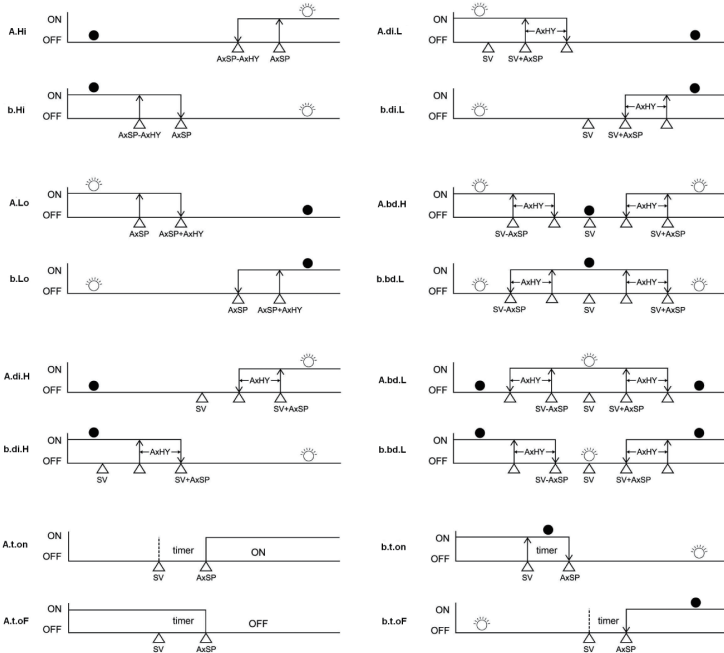 A.Hi
ON
OFF
AxSP-AxHY AxSP
b.Hi
ON
OFF
AxSP-AxHY AxSP
A.Lo
ON
OFF
AxSP AxSP+AxHY
b.Lo
ON
OFF
AxSP AxSP+AxHY
A.di.H
ON
OFF
AxHY
SV SV+AxSP
b.di.H
ON
OFF
AxHY
SV SV+AxSP
A.t.on
ON
OFF
timer ON
SV AxSP
A.t.oF
ON
OFF
timer OFF
SV AxSP
A.di.L
ON
OFF
AxHY
SV SV+AxSP
b.di.L
ON
OFF
AxHY
SV SV+AxSP
A.bd.H
ON
OFF
AxHY AxHY
SV-AxSP SV SV+AxSP
b.bd.L
ON
OFF
AxHY AxHY
SV-AxSP SV SV+AxSP
A.bd.L
ON
OFF
AxHY AxHY
SV-AxSP SV SV+AxSP
b.bd.L
ON
OFF
AxHY AxHY
SV-AxSP SV SV+AxSP
b.t.on
ON
OFF
timer
SV AxSP
b.t.oF
ON
OFF
timer
SV AxSP